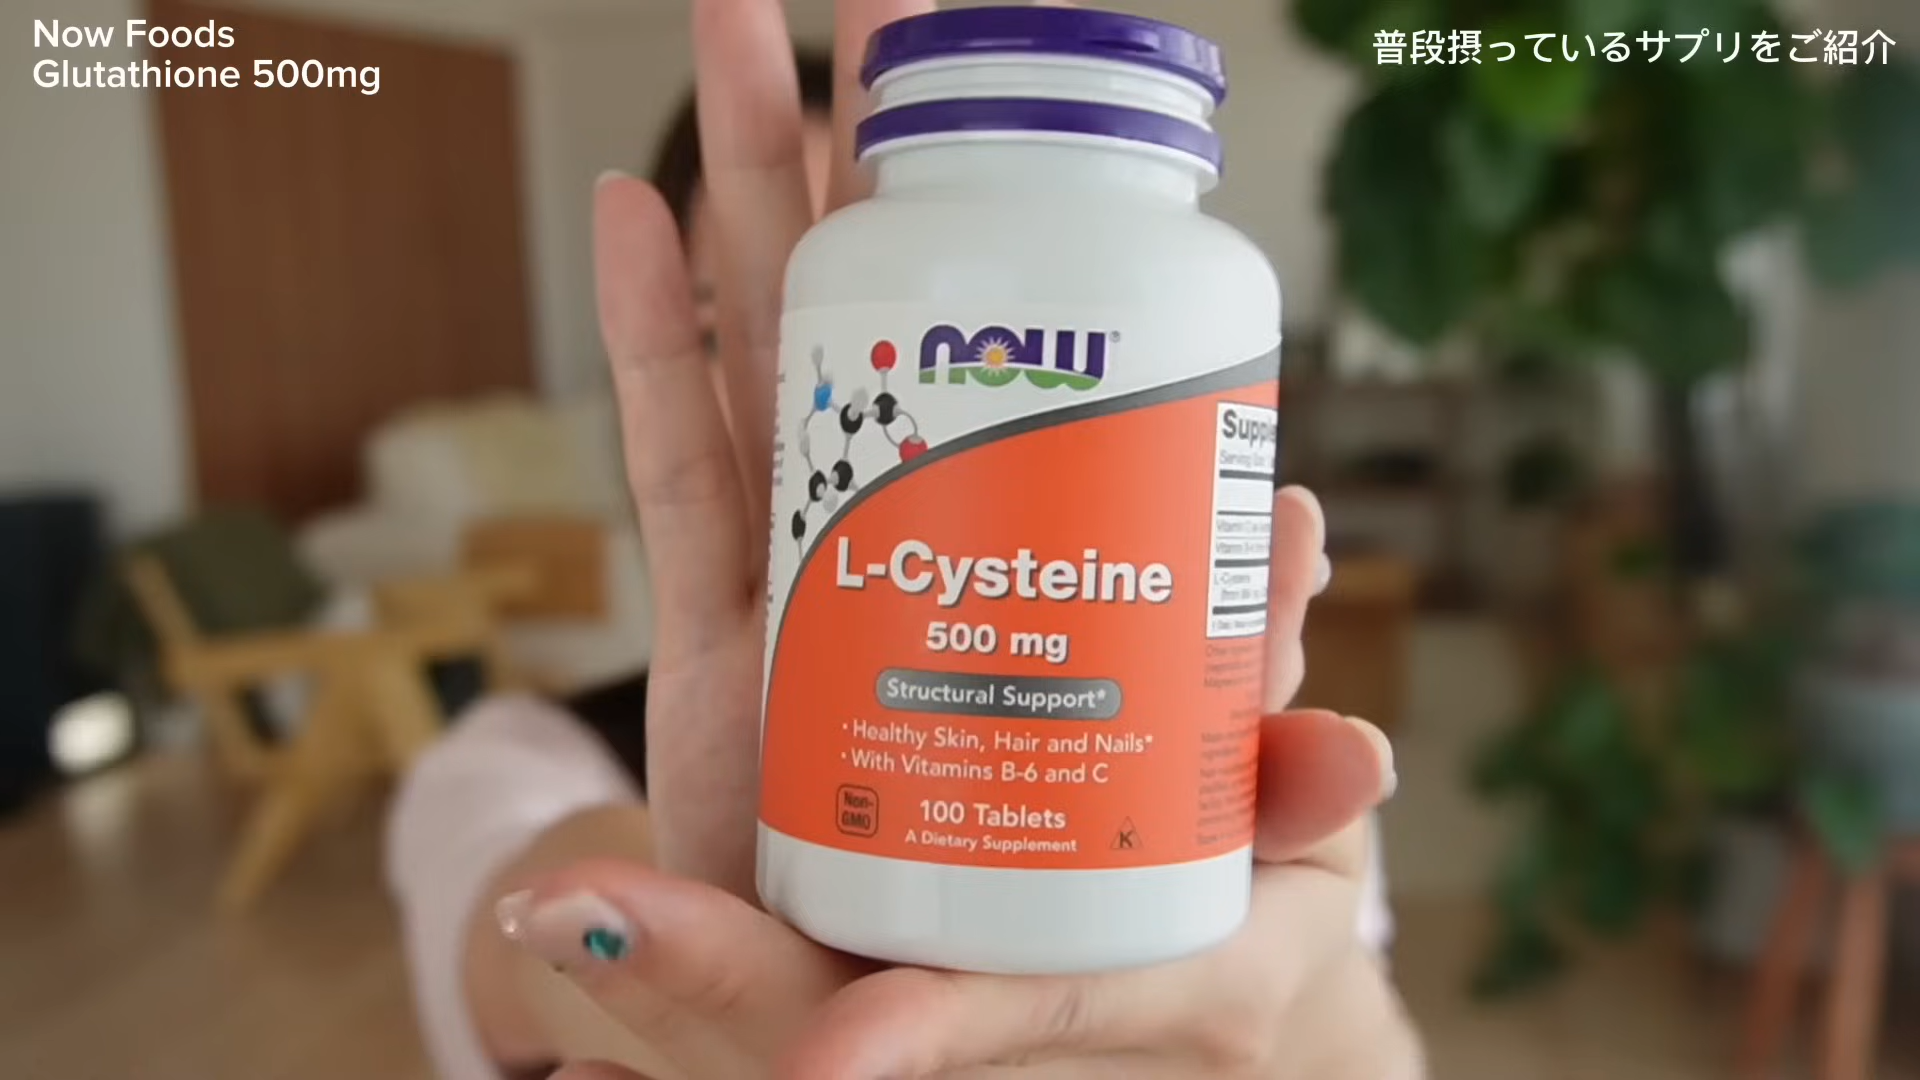 Now Foods
Glutathione 500mg
普段摂っているサプリをご紹介
now®
L-Cysteine
500 mg
Structural Support*
• Healthy Skin, Hair and Nails*
• With Vitamins B-6 and C
Non-
GMO
100 Tablets
A Dietary Supplement
K